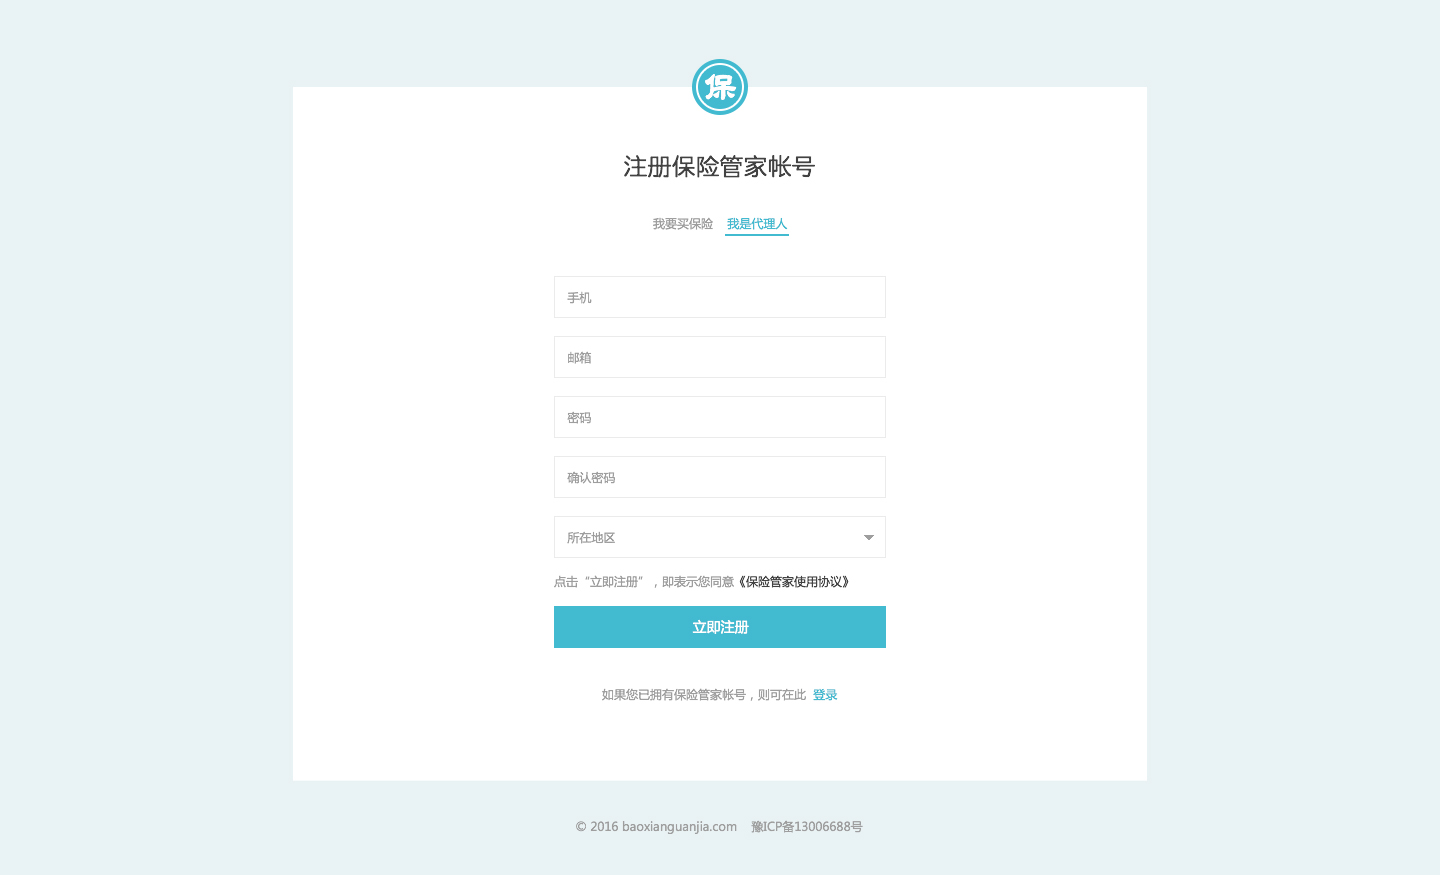 保
注册保险管家帐号
我要买保险 我是代理人
手机
邮箱
密码
确认密码
所在地区
点击“立即注册”，即表示您同意《保险管家使用协议》
立即注册
如果您已拥有保险管家帐号，则可在此 登录
© 2016 baoxianguanjia.com 豫ICP备13006688号